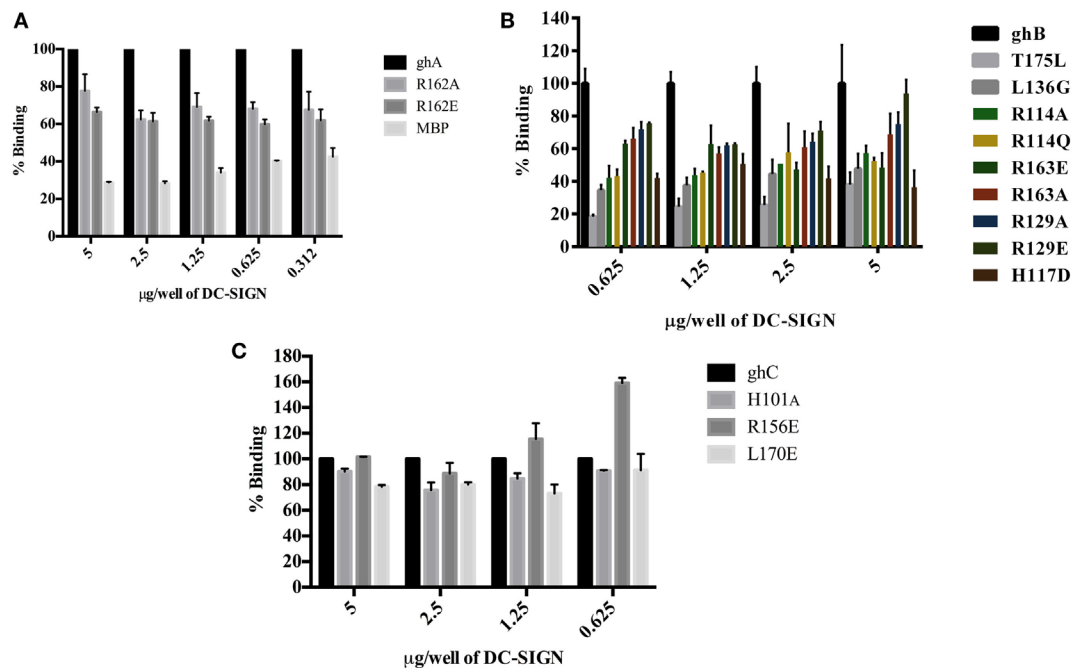 A
% Binding
100
80
60
40
20
0
5
2.5
1.25
0.625
0.312
µg/well of DC-SIGN
ghA
R162A
R162E
MBP
B
% Binding
140
120
100
80
60
40
20
0
0.625
1.25
2.5
5
µg/well of DC-SIGN
ghB
T175L
L136G
R114A
R114Q
R163E
R163A
R129A
R129E
H117D
C
% Binding
180
160
140
120
100
80
60
40
20
0
5
2.5
1.25
0.625
µg/well of DC-SIGN
ghC
H101A
R156E
L170E